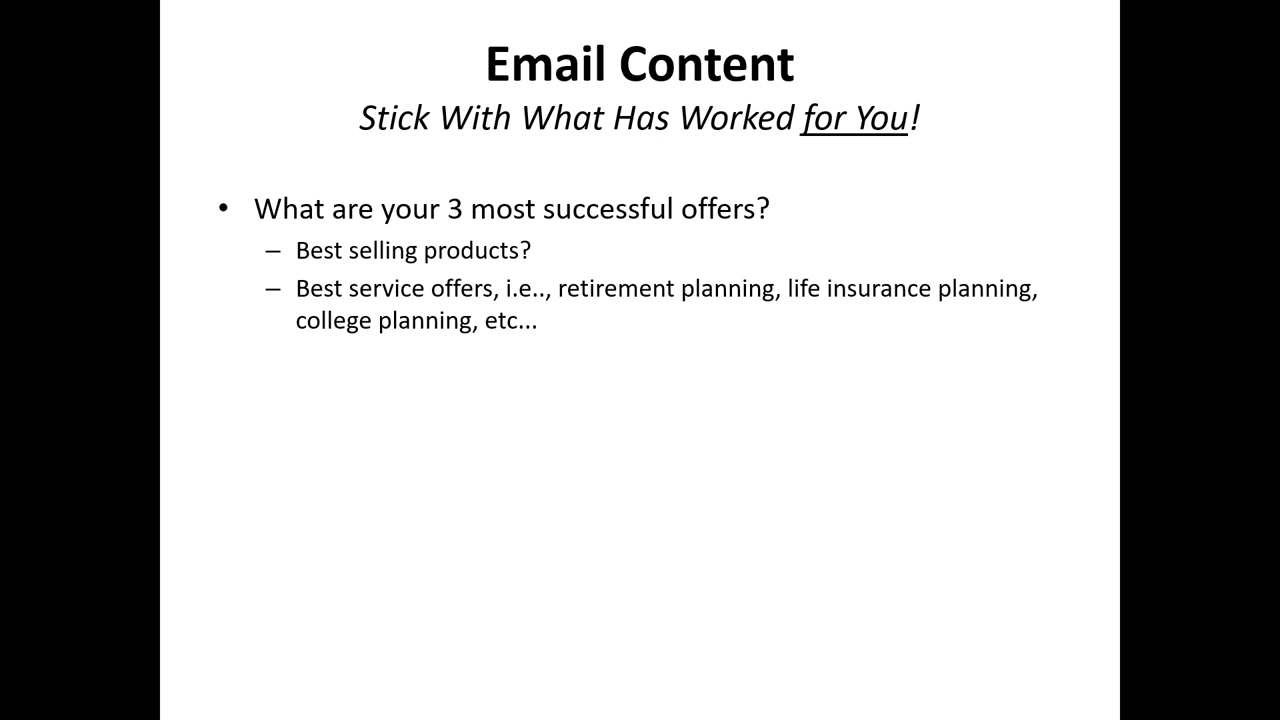 Email Content
Stick With What Has Worked for You!
• What are your 3 most successful offers?
– Best selling products?
– Best service offers, i.e.., retirement planning, life insurance planning,
college planning, etc...